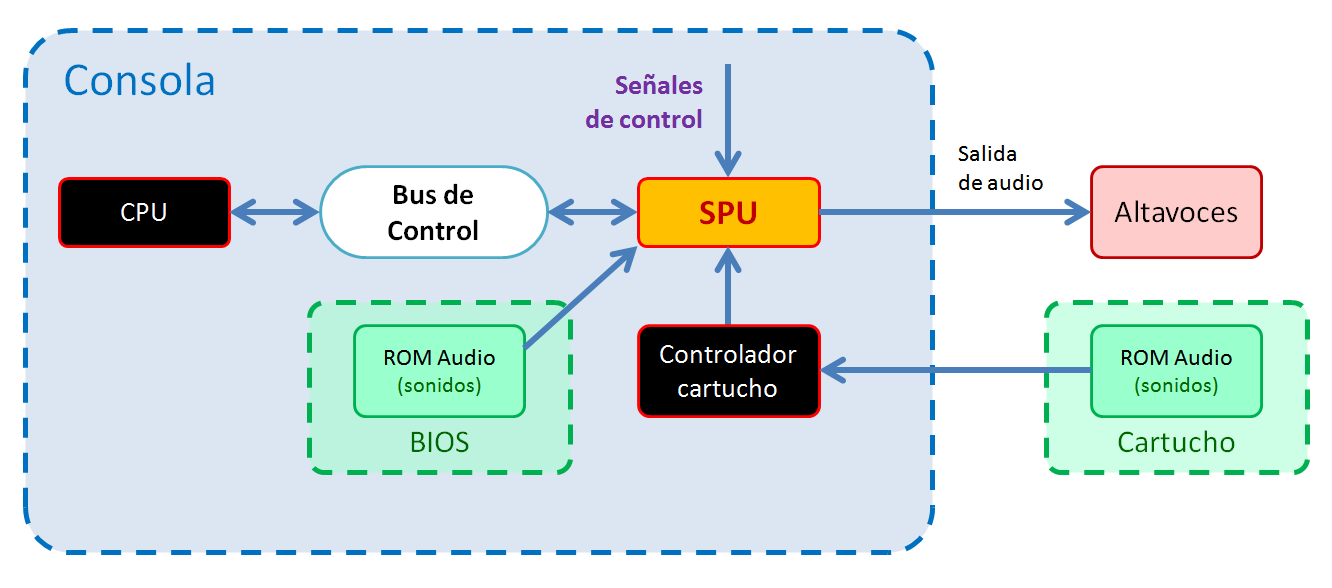 Consola
Señales
de control
Salida
de audio
CPU
Bus de
Control
SPU
Altavoces
ROM Audio
(sonidos)
BIOS
Controlador
cartucho
ROM Audio
(sonidos)
Cartucho